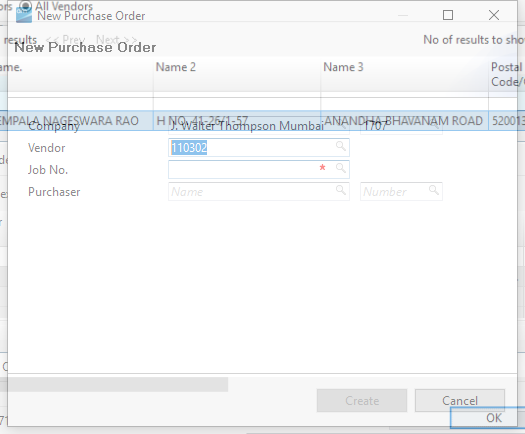 ors All Vendors
New Purchase Order
results << Prev Next >> No of results to show
New Purchase Order
me. Name 2 Name 3 Postal
Code/
EMPALA NAGESWARA RAO H NO. 41-26/1-57 ANANDHA BHAVANAM ROAD 520013
Company J. Walter Thompson Mumbai 1707
Vendor 110302
Job No. *
Purchaser Name Number
Create Cancel
OK